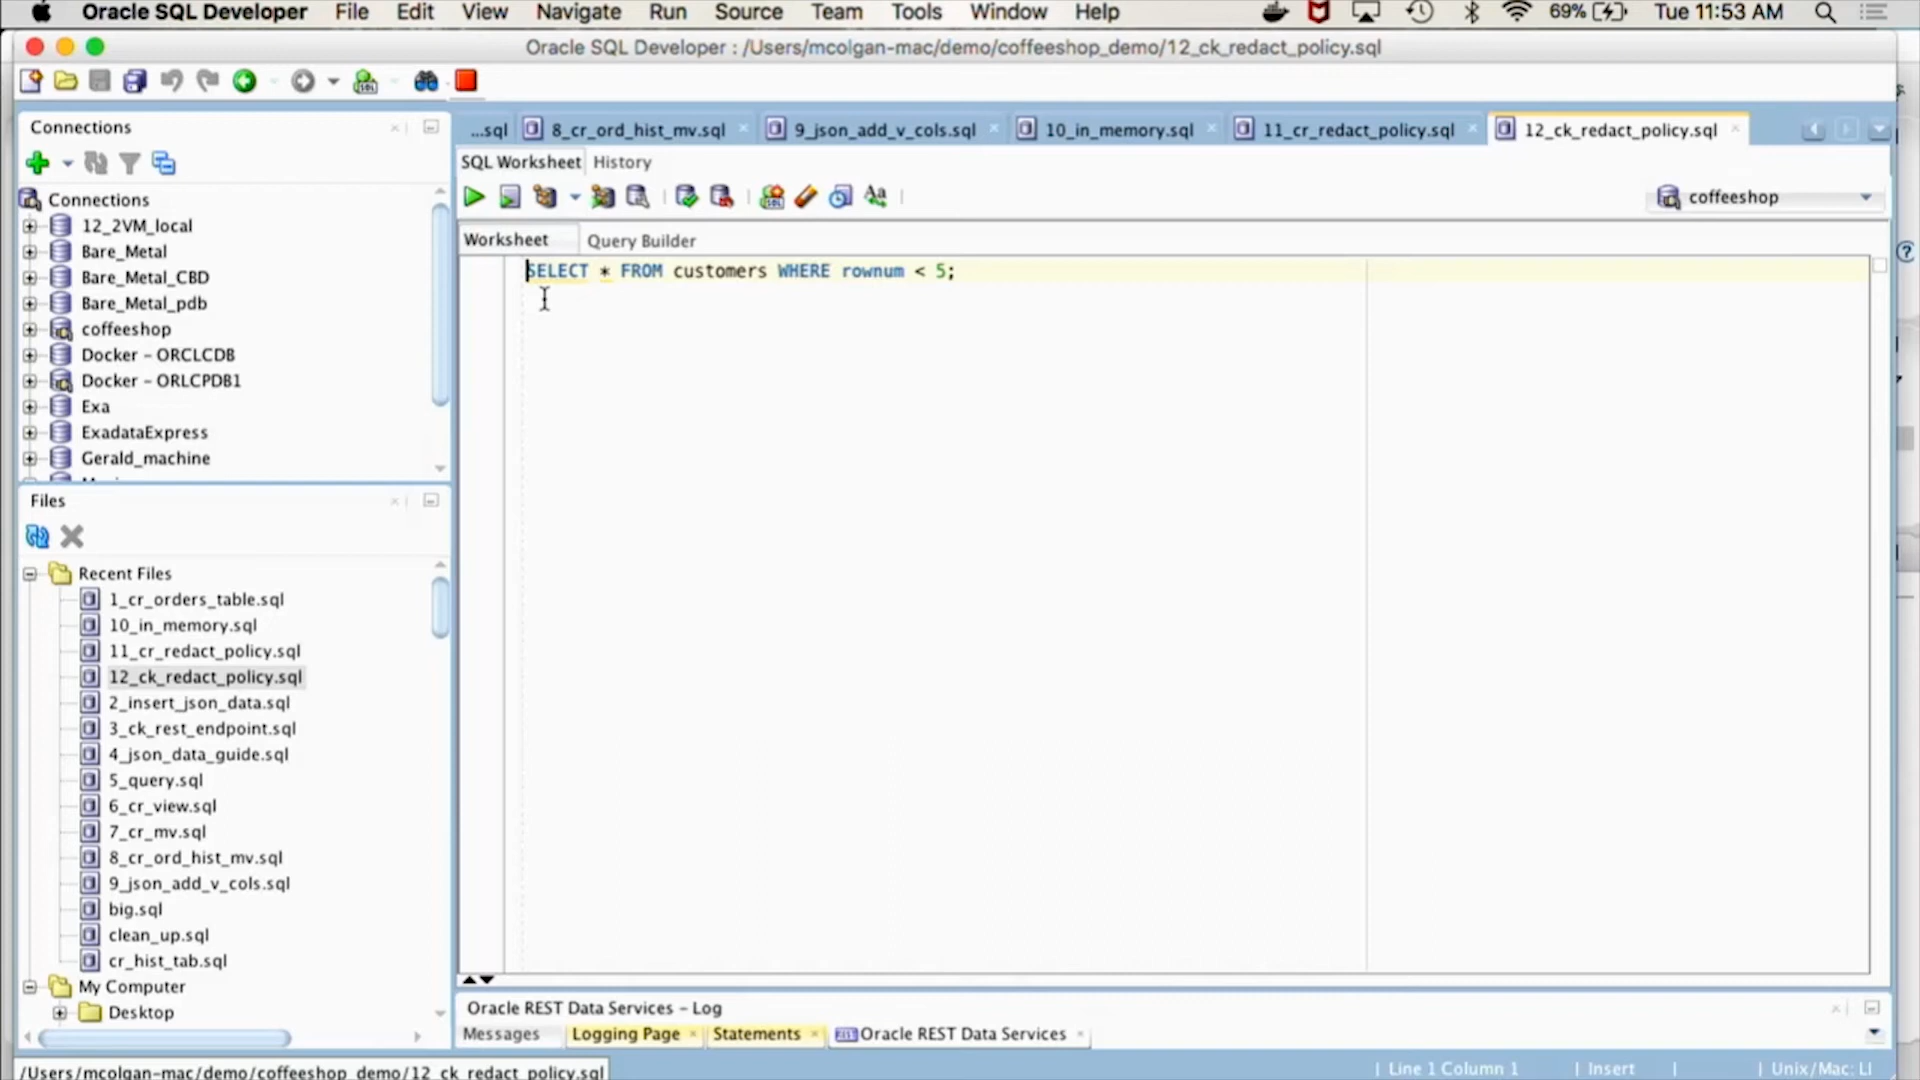 Oracle SQL Developer File Edit View Navigate Run Source Team Tools Window Help 69% Tue 11:53 AM
Oracle SQL Developer : /Users/mcolgan-mac/demo/coffeeshop_demo/12_ck_redact_policy.sql
Connections
Connections
12_2VM_local
Bare_Metal
Bare_Metal_CBD
Bare_Metal_pdb
coffeeshop
Docker - ORCLCDB
Docker - ORLCPDB1
Exa
ExadataExpress
Gerald_machine
Files
Recent Files
1_cr_orders_table.sql
10_in_memory.sql
11_cr_redact_policy.sql
12_ck_redact_policy.sql
2_insert_json_data.sql
3_ck_rest_endpoint.sql
4_json_data_guide.sql
5_query.sql
6_cr_view.sql
7_cr_mv.sql
8_cr_ord_hist_mv.sql
9_json_add_v_cols.sql
big.sql
clean_up.sql
cr_hist_tab.sql
My Computer
Desktop
...sql 8_cr_ord_hist_mv.sql 9_json_add_v_cols.sql 10_in_memory.sql 11_cr_redact_policy.sql 12_ck_redact_policy.sql
SQL Worksheet History
coffeeshop
Worksheet Query Builder
SELECT * FROM customers WHERE rownum < 5;
Oracle REST Data Services - Log
Messages Logging Page Statements Oracle REST Data Services
/Users/mcolgan-mac/demo/coffeeshop_demo/12_ck_redact_policy.sql
Line 1 Column 1 Insert Unix/Mac: LI